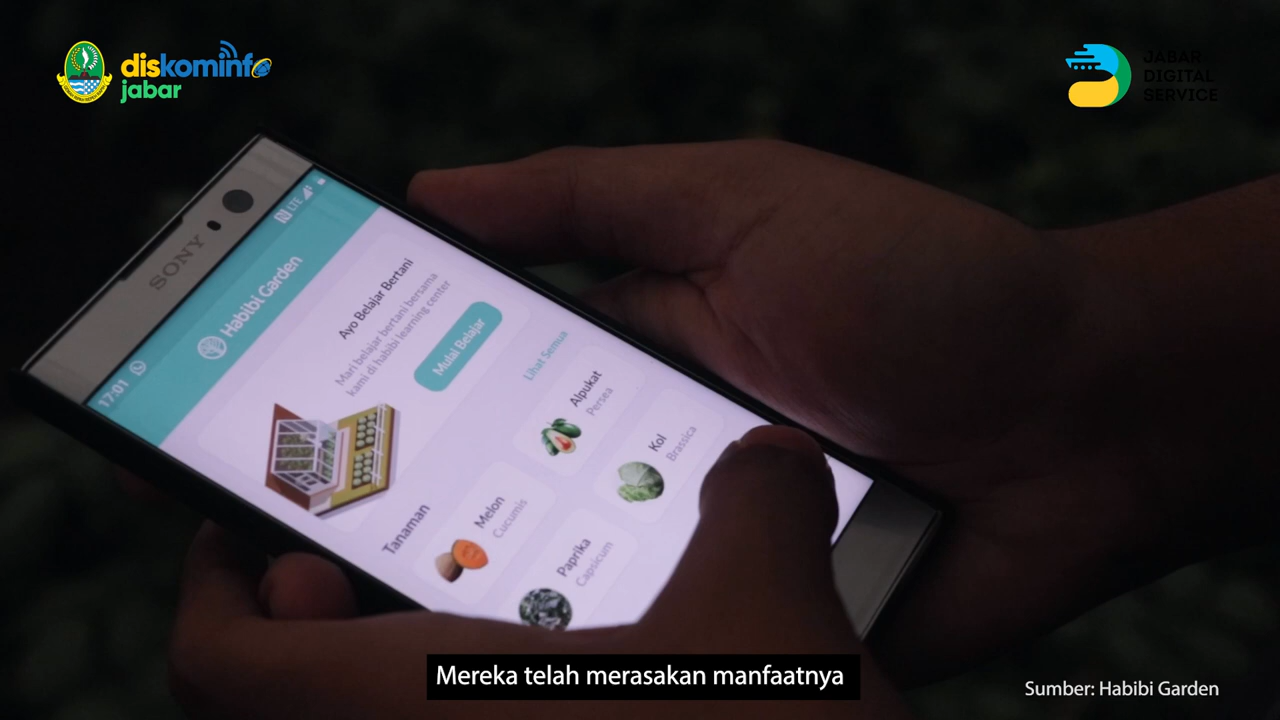 diskominfo
jabar
JABAR
DIGITAL
SERVICE
SONY
17:01
LTE
Habibi Garden
Ayo Belajar Bertani
Mari belajar bertani bersama
kami di habibi learning center
Mulai Belajar
Tanaman
Lihat Semua
Melon
Cucumis
Alpukat
Persea
Paprika
Capsicum
Kol
Brassica
Mereka telah merasakan manfaatnya
Sumber: Habibi Garden